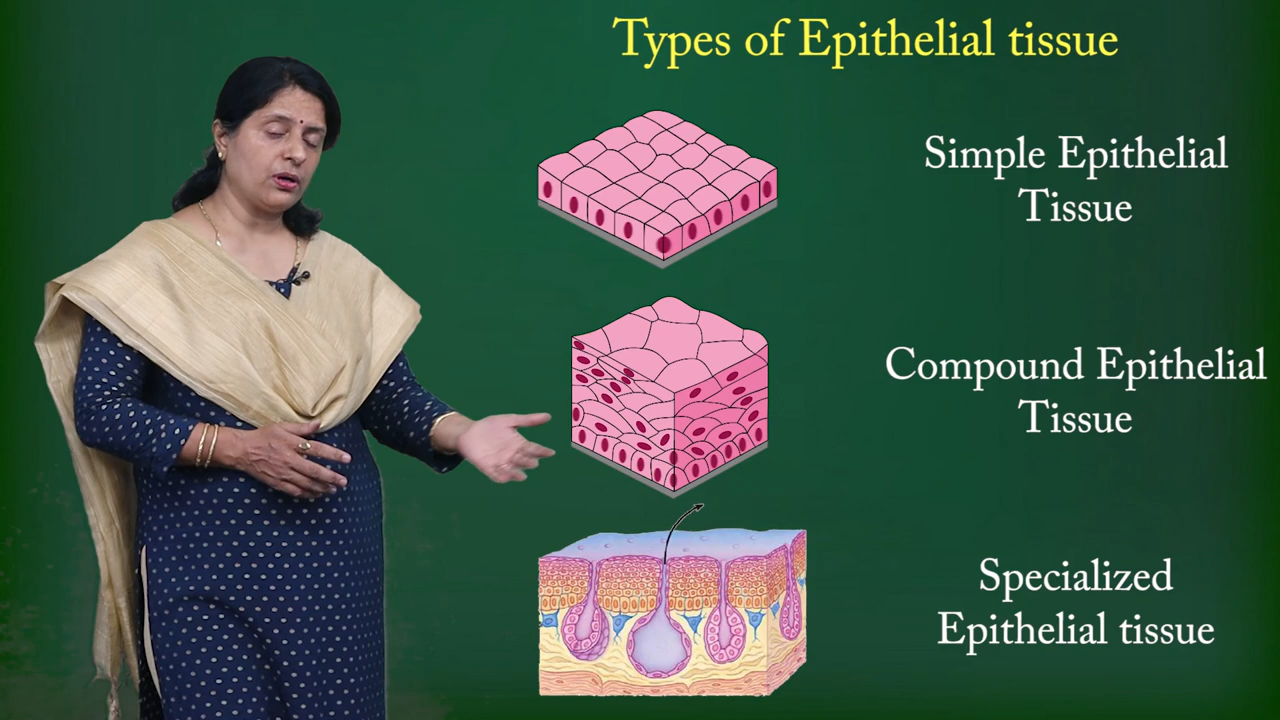 Types of Epithelial tissue
Simple Epithelial
Tissue
Compound Epithelial
Tissue
Specialized
Epithelial tissue